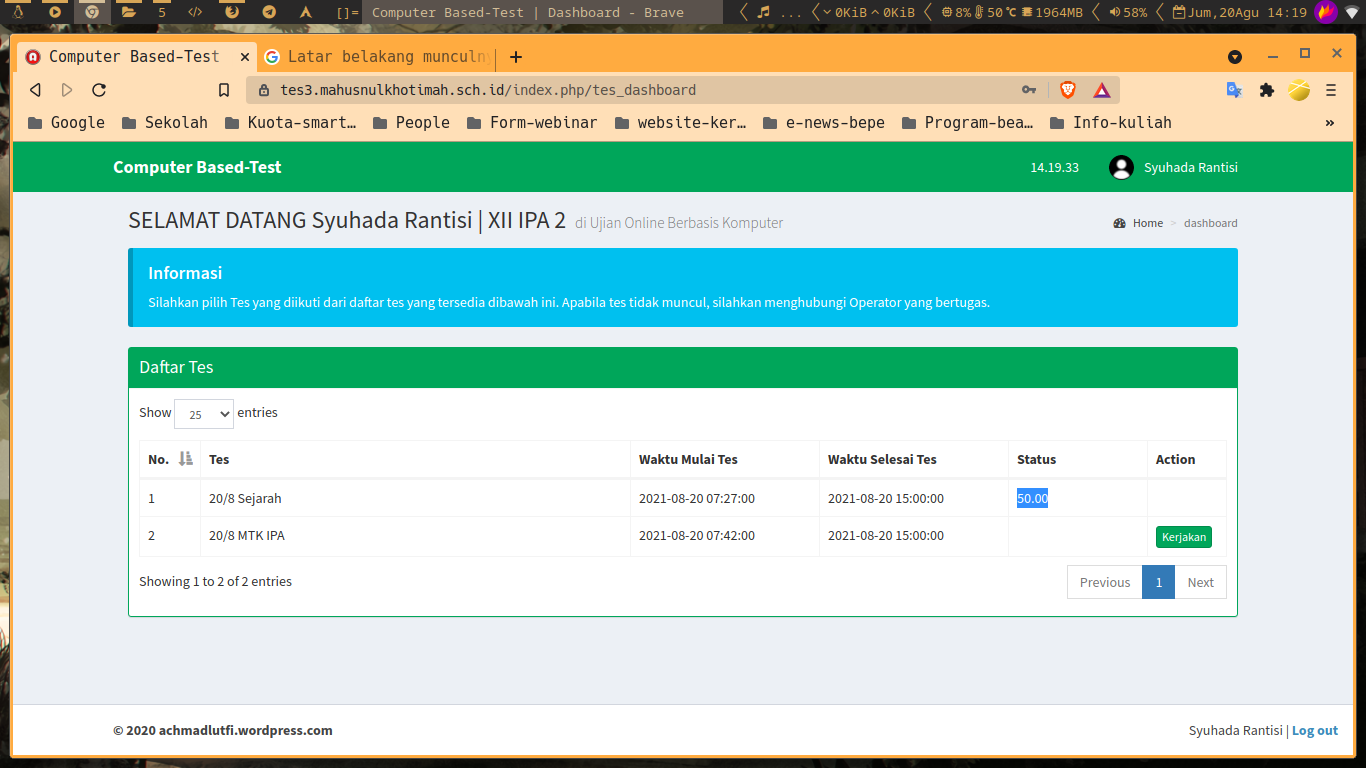 5 []= Computer Based-Test | Dashboard - Brave ... 0KiB 0KiB 8% 50℃ 1964MB 58% Jum,20Agu 14:19
Computer Based-Test Latar belakang munculn
tes3.mahusnulkhotimah.sch.id/index.php/tes_dashboard
Google Sekolah Kuota-smart... People Form-webinar website-ker... e-news-bepe Program-bea... Info-kuliah »
Computer Based-Test 14.19.33 Syuhada Rantisi
SELAMAT DATANG Syuhada Rantisi | XII IPA 2 di Ujian Online Berbasis Komputer Home > dashboard
Informasi
Silahkan pilih Tes yang diikuti dari daftar tes yang tersedia dibawah ini. Apabila tes tidak muncul, silahkan menghubungi Operator yang bertugas.
Daftar Tes
Show 25 entries
No. Tes Waktu Mulai Tes Waktu Selesai Tes Status Action
1 20/8 Sejarah 2021-08-20 07:27:00 2021-08-20 15:00:00 50.00
2 20/8 MTK IPA 2021-08-20 07:42:00 2021-08-20 15:00:00 Kerjakan
Showing 1 to 2 of 2 entries Previous 1 Next
© 2020 achmadlutfi.wordpress.com Syuhada Rantisi | Log out